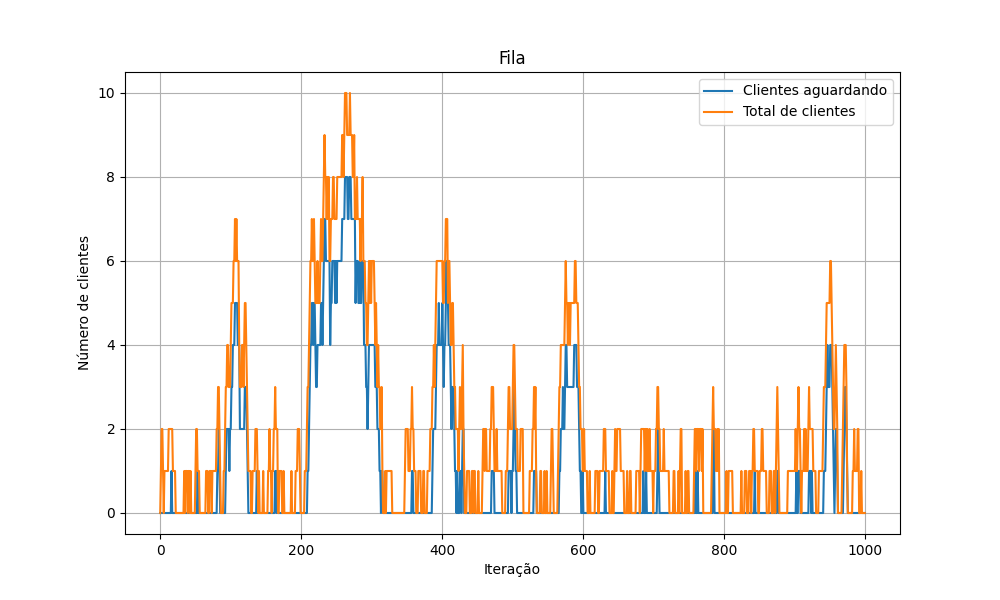 Fila
Clientes aguardando
Total de clientes
Número de clientes
10
8
6
4
2
0
0 200 400 600 800 1000
Iteração